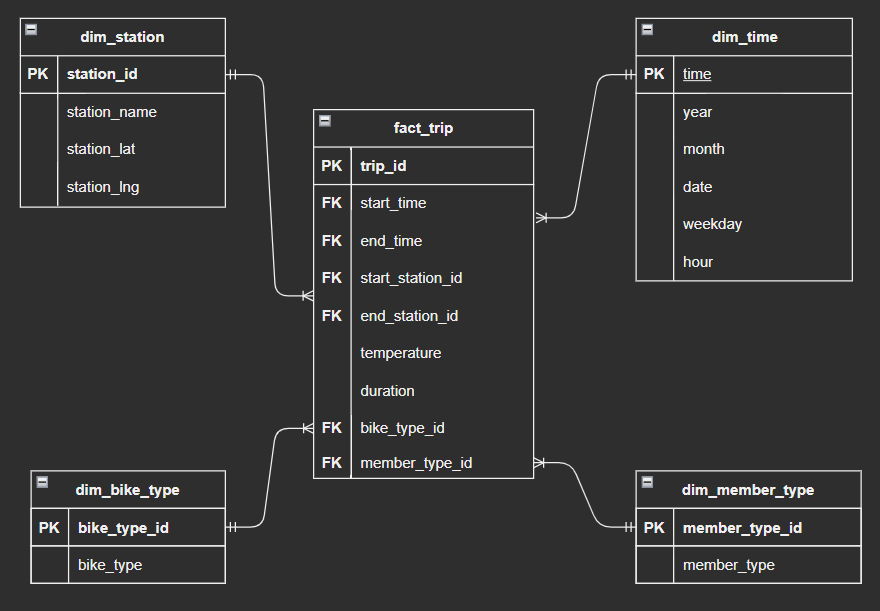 dim_station
PK station_id
station_name
station_lat
station_lng
fact_trip
PK trip_id
FK start_time
FK end_time
FK start_station_id
FK end_station_id
temperature
duration
FK bike_type_id
FK member_type_id
dim_time
PK time
year
month
date
weekday
hour
dim_bike_type
PK bike_type_id
bike_type
dim_member_type
PK member_type_id
member_type